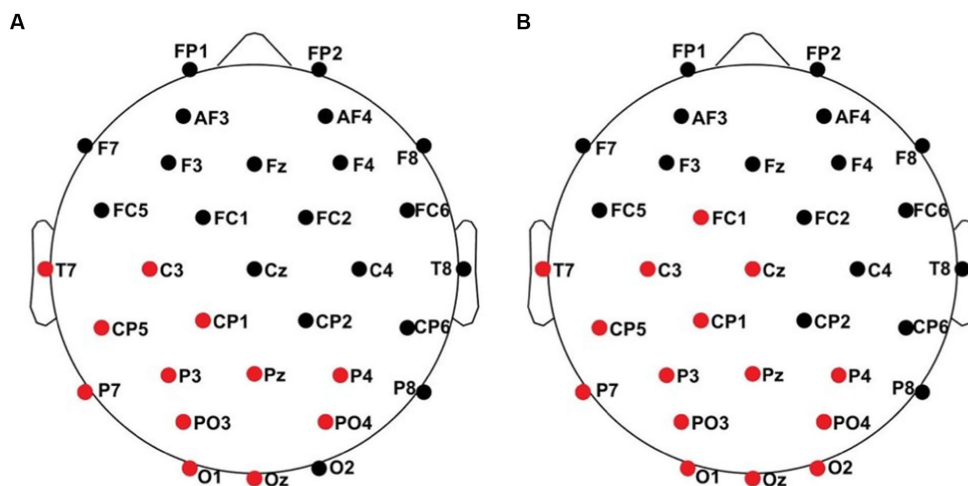 A
FP1 FP2
AF3 AF4
F7 F3 Fz F4 F8
FC5 FC1 FC2 FC6
T7 C3 Cz C4 T8
CP5 CP1 CP2 CP6
P7 P3 Pz P4 P8
PO3 PO4
O1 Oz O2
B
FP1 FP2
AF3 AF4
F7 F3 Fz F4 F8
FC5 FC1 FC2 FC6
T7 C3 Cz C4 T8
CP5 CP1 CP2 CP6
P7 P3 Pz P4 P8
PO3 PO4
O1 Oz O2